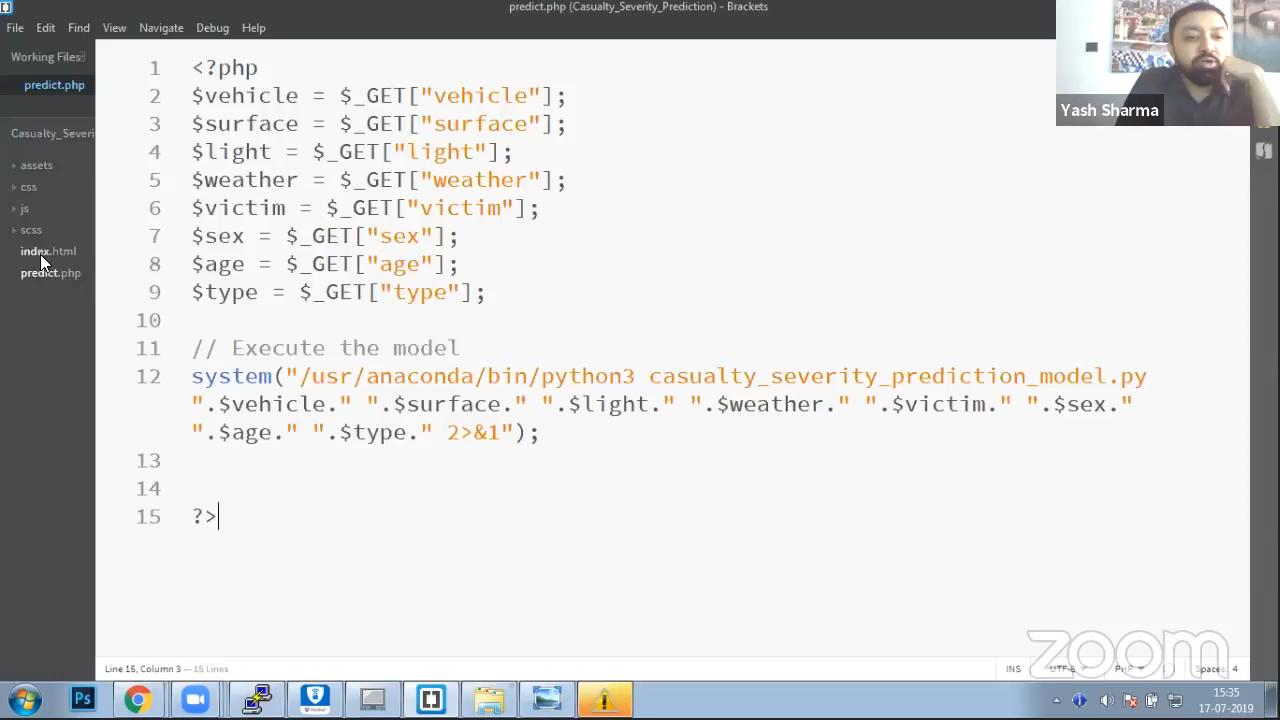 predict.php (Casualty_Severity_Prediction) - Brackets
File Edit Find View Navigate Debug Help
Working Files
predict.php
Casualty_Severi
assets
css
js
scss
index.html
predict.php
1 <?php
2 $vehicle = $_GET["vehicle"];
3 $surface = $_GET["surface"];
4 $light = $_GET["light"];
5 $weather = $_GET["weather"];
6 $victim = $_GET["victim"];
7 $sex = $_GET["sex"];
8 $age = $_GET["age"];
9 $type = $_GET["type"];
10
11 // Execute the model
12 system("/usr/anaconda/bin/python3 casualty_severity_prediction_model.py
".$vehicle." ".$surface." ".$light." ".$weather." ".$victim." ".$sex."
".$age." ".$type." 2>&1");
13
14
15 ?>
Yash Sharma
Line 15, Column 3 — 15 Lines
INS UTF-8 PHP Spaces: 4
zoom
Ps
15:35
17-07-2019